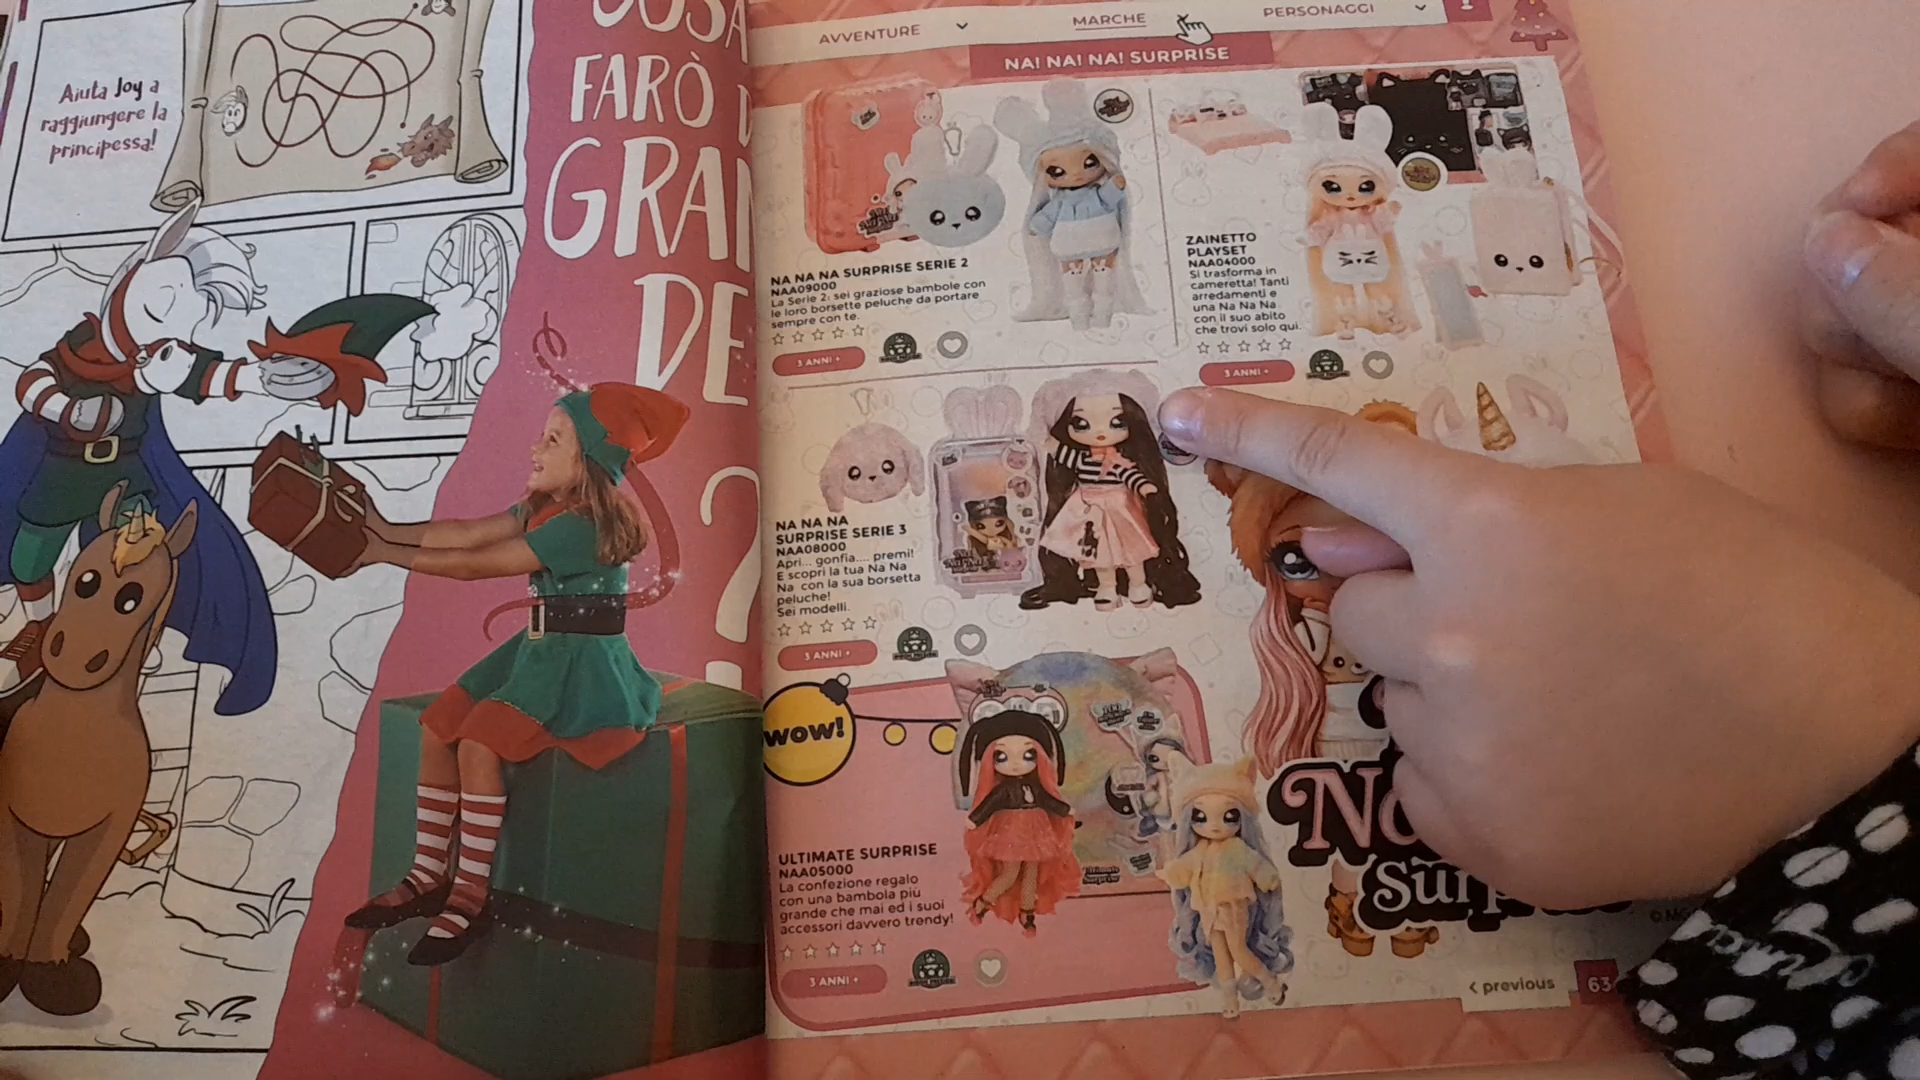 Aiuta Joy a
raggiungere la
principessa!
FARÒ
GRAN
DE
?
AVVENTURE
MARCHE
PERSONAGGI
NA! NA! NA! SURPRISE
NA NA NA SURPRISE SERIE 2
NAA09000
La Serie 2: sei graziose bambole con
le loro borsette peluche da portare
sempre con te.
3 ANNI +
ZAINETTO
PLAYSET
NAA04000
Si trasforma in
cameretta! Tanti
arredamenti e
una Na Na Na
con il suo abito
che trovi solo qui.
3 ANNI +
NA NA NA
SURPRISE SERIE 3
NAA08000
Apri... gonfia.... premi!
E scopri la tua Na Na
Na con la sua borsetta
peluche!
Sei modelli.
3 ANNI +
WOW!
ULTIMATE SURPRISE
NAA05000
La confezione regalo
con una bambola più
grande che mai ed i suoi
accessori davvero trendy!
3 ANNI +
‹ previous
63